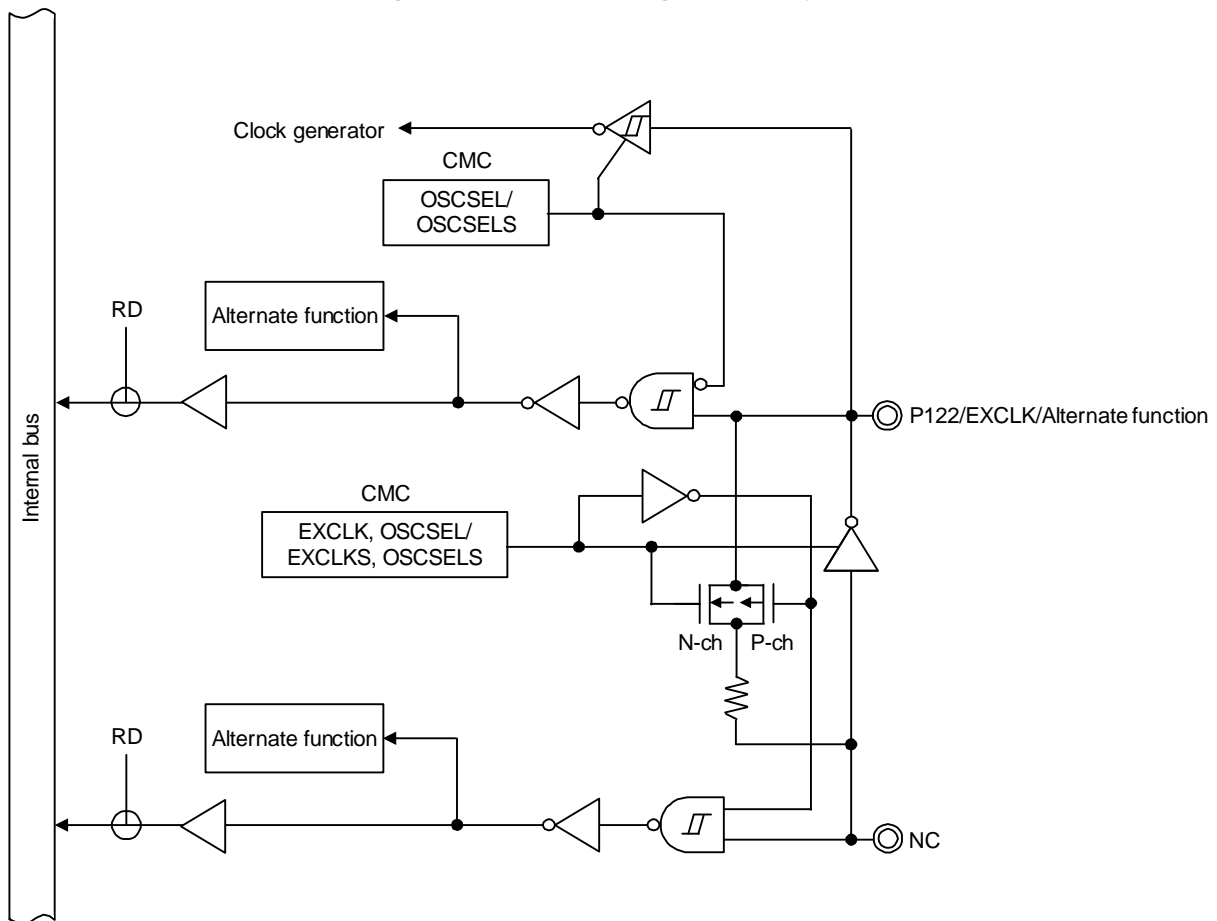 Clock generator
CMC
OSCSEL/
OSCSELS
RD
Alternate function
P122/EXCLK/Alternate function
Internal bus
CMC
EXCLK, OSCSEL/
EXCLKS, OSCSELS
N-ch
P-ch
RD
Alternate function
NC